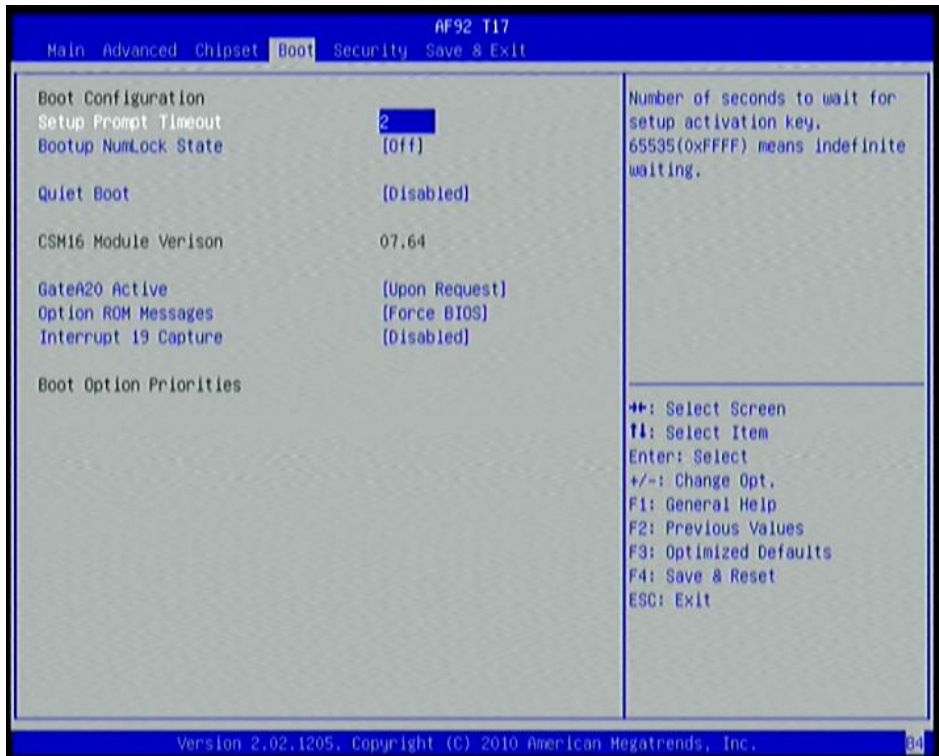 AF92 T17
Main Advanced Chipset Boot Security Save & Exit
Boot Configuration
Setup Prompt Timeout 2
Bootup NumLock State [Off]
Quiet Boot [Disabled]
CSM16 Module Verison 07.64
GateA20 Active [Upon Request]
Option ROM Messages [Force BIOS]
Interrupt 19 Capture [Disabled]
Boot Option Priorities
Number of seconds to wait for
setup activation key.
65535(0xFFFF) means indefinite
waiting.
→←: Select Screen
↑↓: Select Item
Enter: Select
+/-: Change Opt.
F1: General Help
F2: Previous Values
F3: Optimized Defaults
F4: Save & Reset
ESC: Exit
Version 2.02.1205. Copyright (C) 2010 American Megatrends, Inc.
84